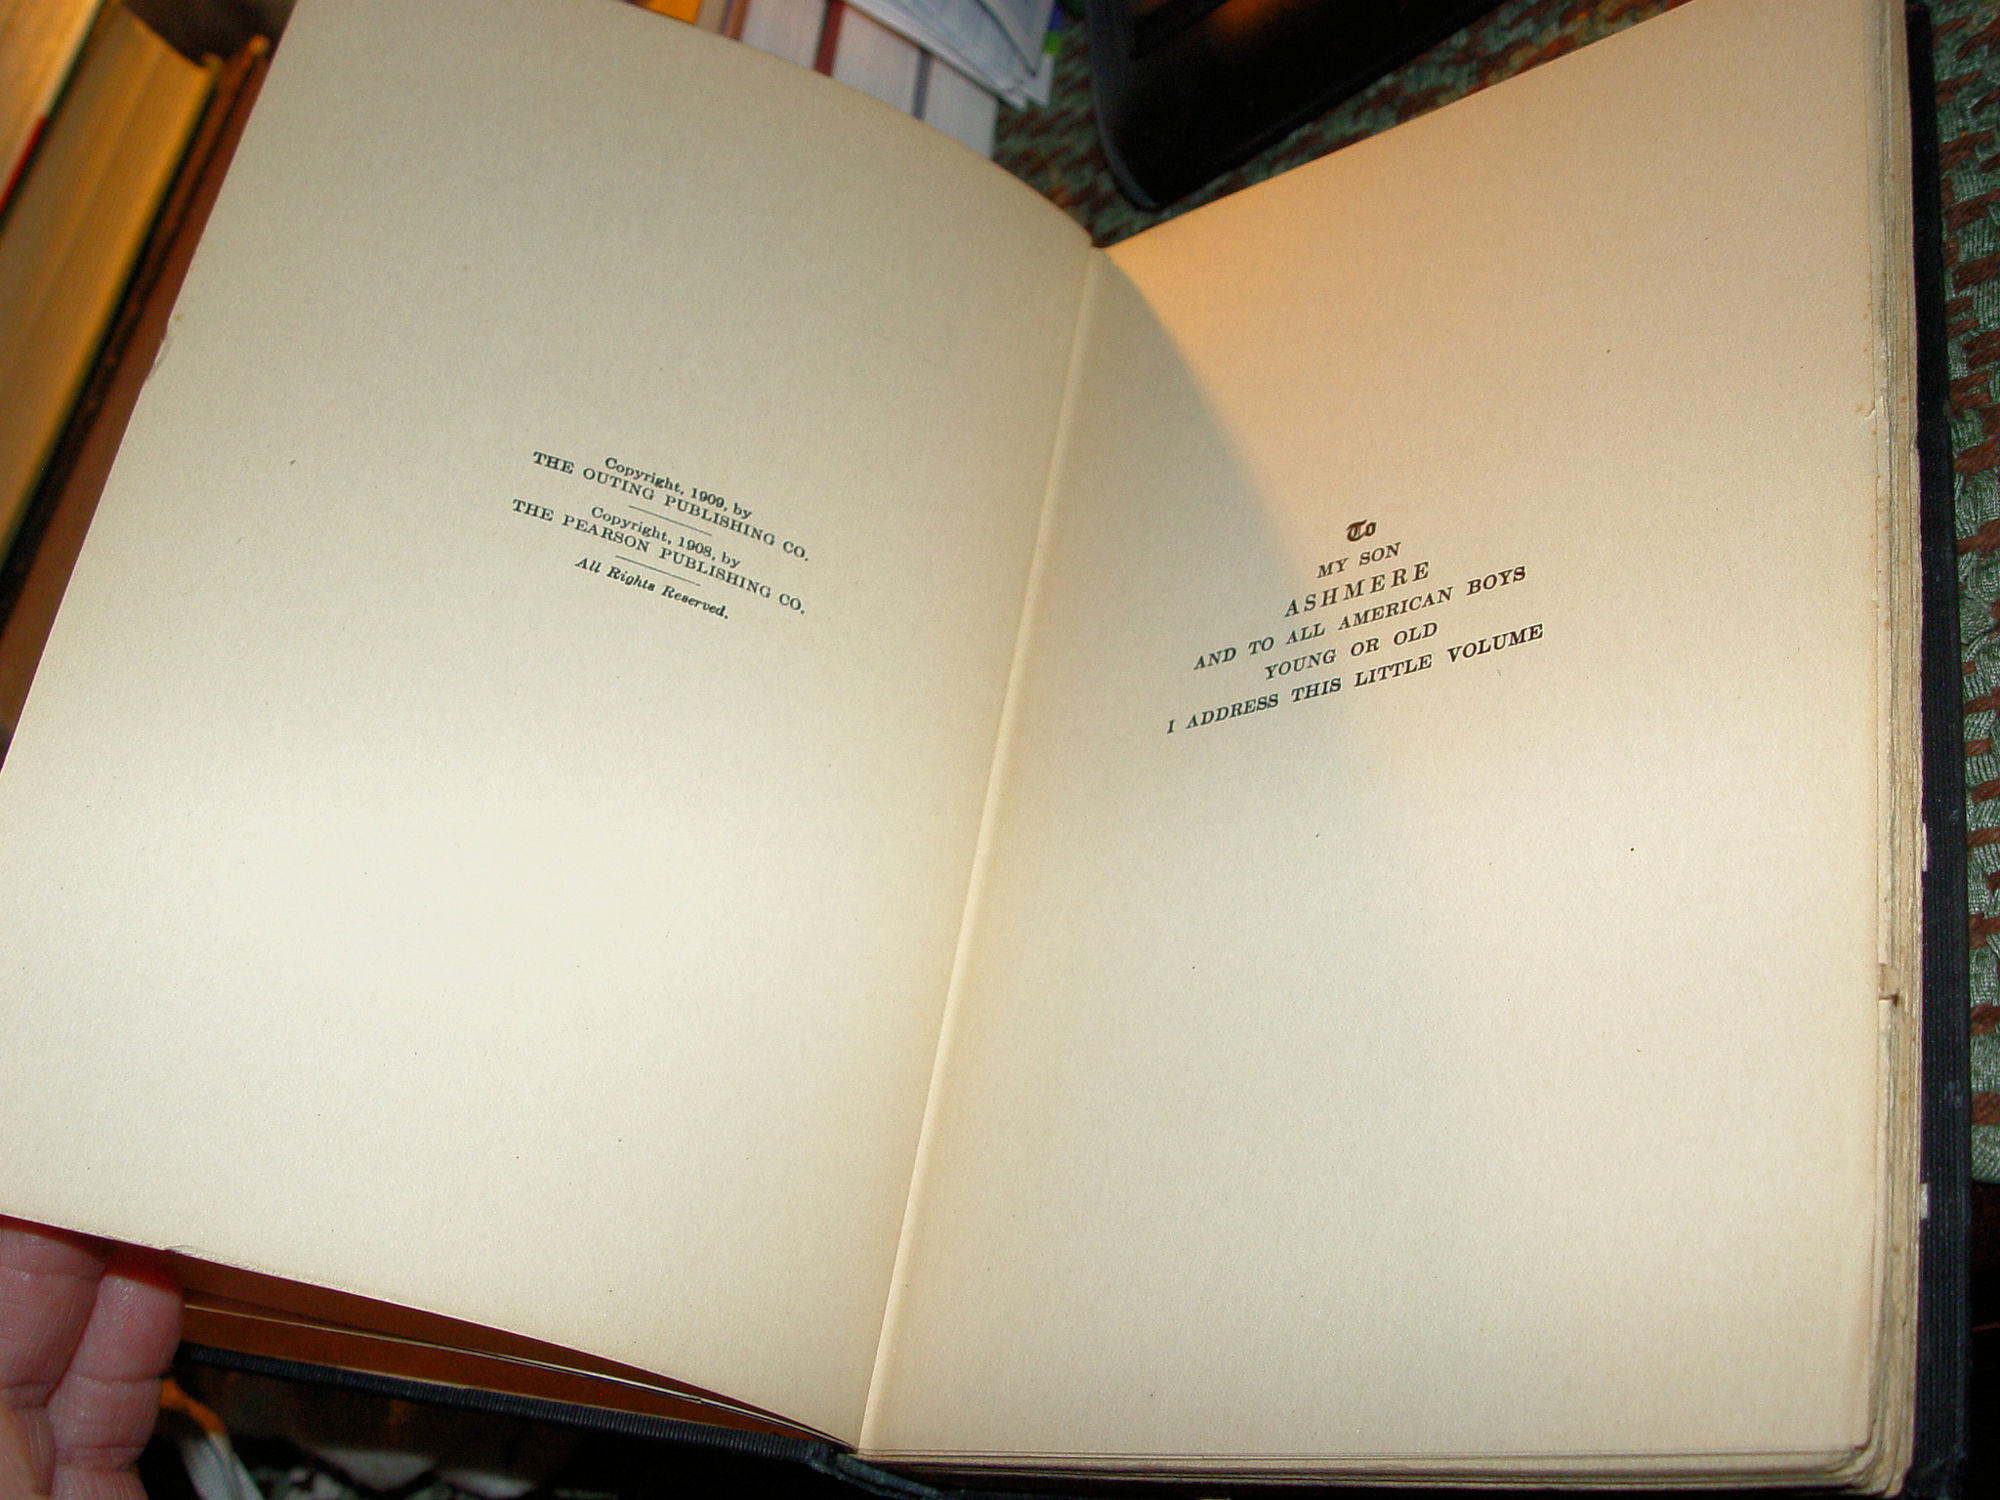 Copyright, 1909, by
THE OUTING PUBLISHING CO.
Copyright, 1908, by
THE PEARSON PUBLISHING CO.
All Rights Reserved.
To
MY SON
ASHMERE
AND TO ALL AMERICAN BOYS
YOUNG OR OLD
I ADDRESS THIS LITTLE VOLUME